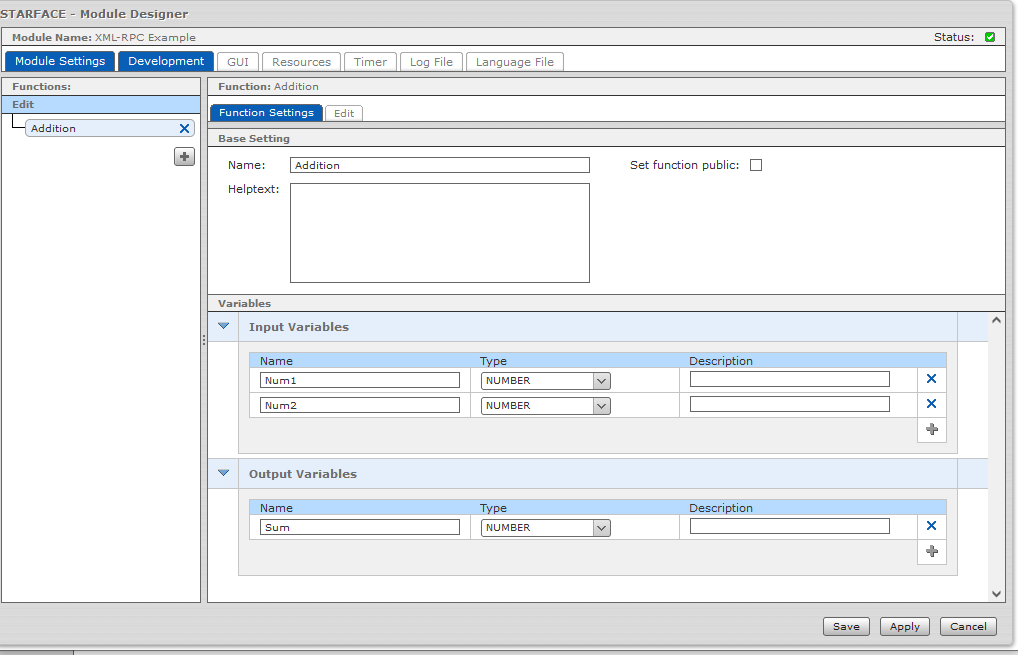 STARFACE - Module Designer
Module Name: XML-RPC Example Status:
Module Settings Development GUI Resources Timer Log File Language File
Functions:
Edit
Addition
Function: Addition
Function Settings Edit
Base Setting
Name: Addition Set function public:
Helptext:
Variables
Input Variables
Name Type Description
Num1 NUMBER
Num2 NUMBER
Output Variables
Name Type Description
Sum NUMBER
Save Apply Cancel